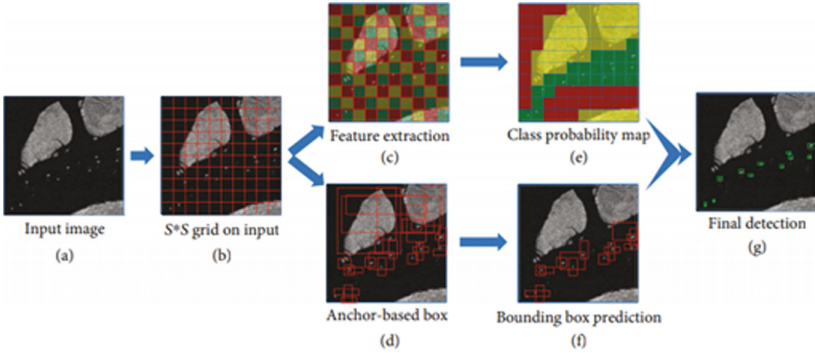 Input image
(a)
S*S grid on input
(b)
Feature extraction
(c)
Class probability map
(e)
Anchor-based box
(d)
Bounding box prediction
(f)
Final detection
(g)